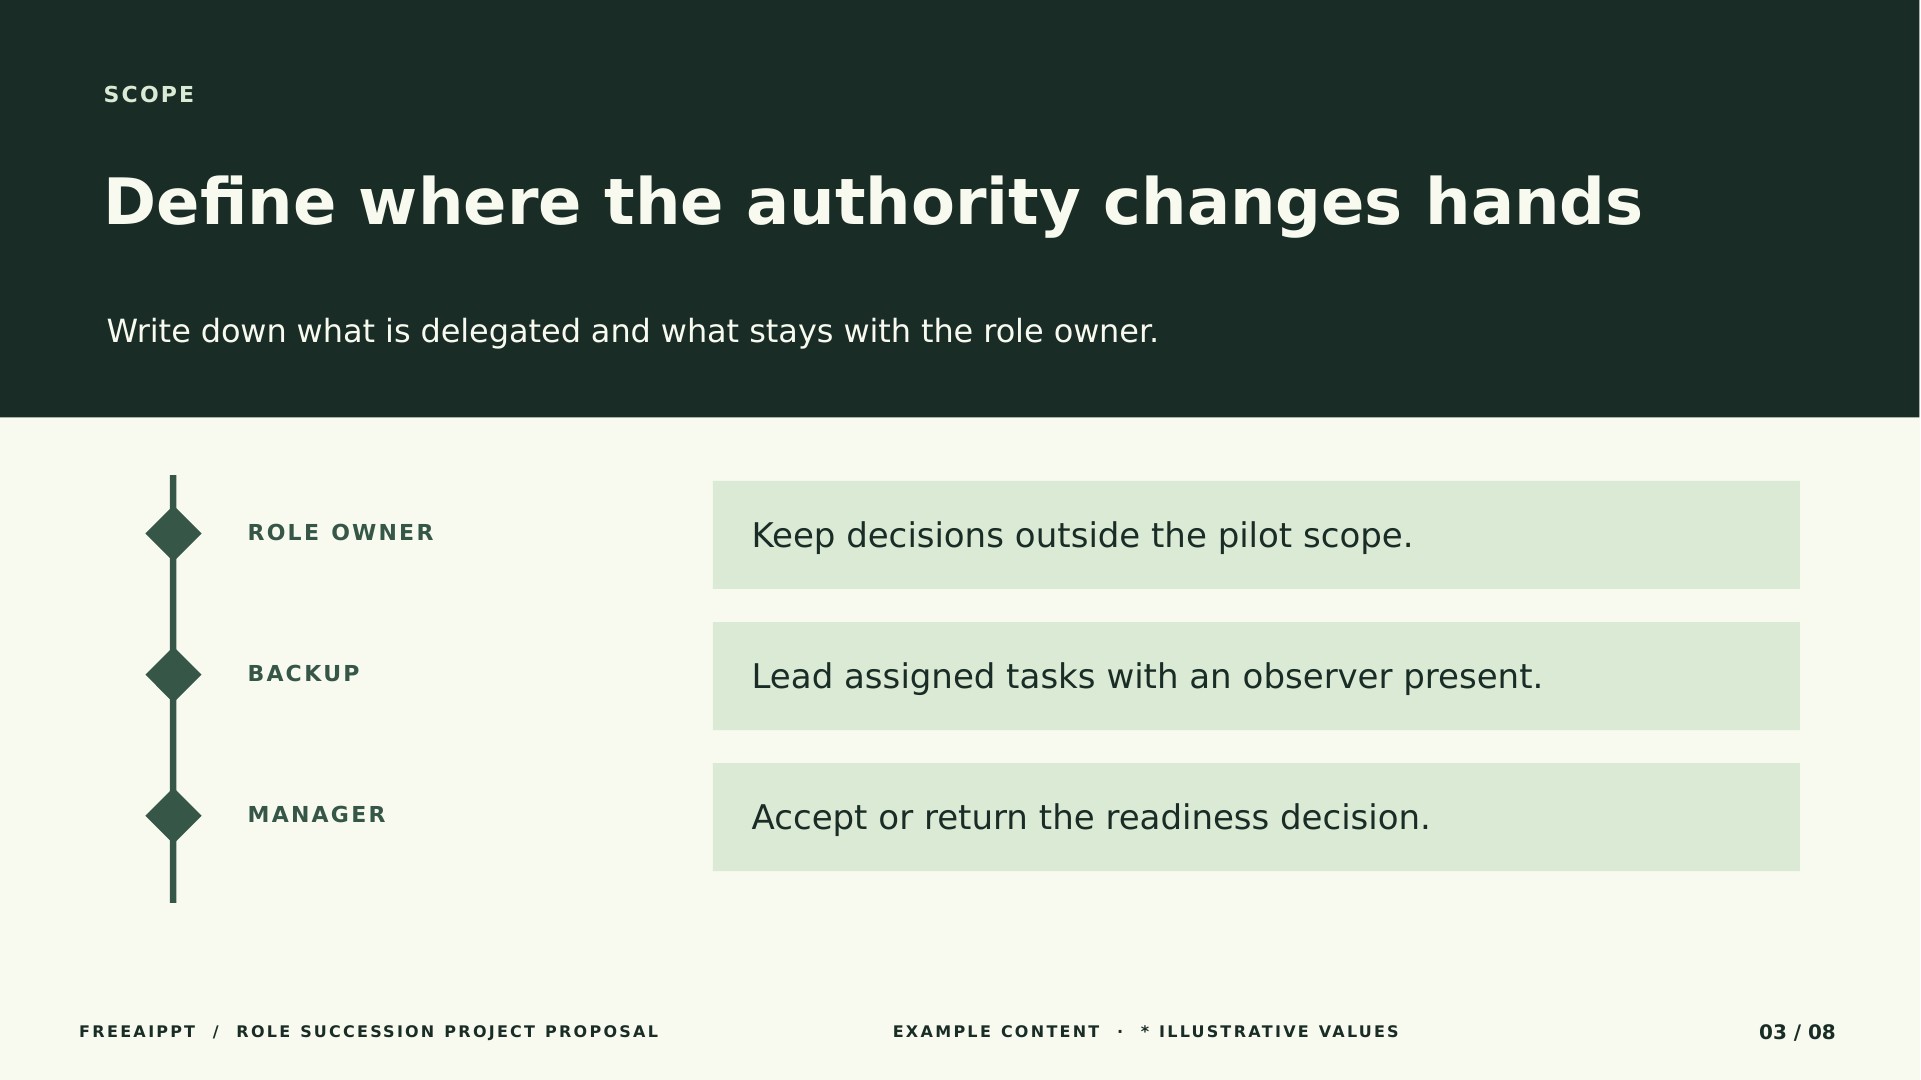 SCOPE
Define where the authority changes hands
Write down what is delegated and what stays with the role owner.
ROLE OWNER
Keep decisions outside the pilot scope.
BACKUP
Lead assigned tasks with an observer present.
MANAGER
Accept or return the readiness decision.
FREEAIPPT / ROLE SUCCESSION PROJECT PROPOSAL
EXAMPLE CONTENT · * ILLUSTRATIVE VALUES
03 / 08